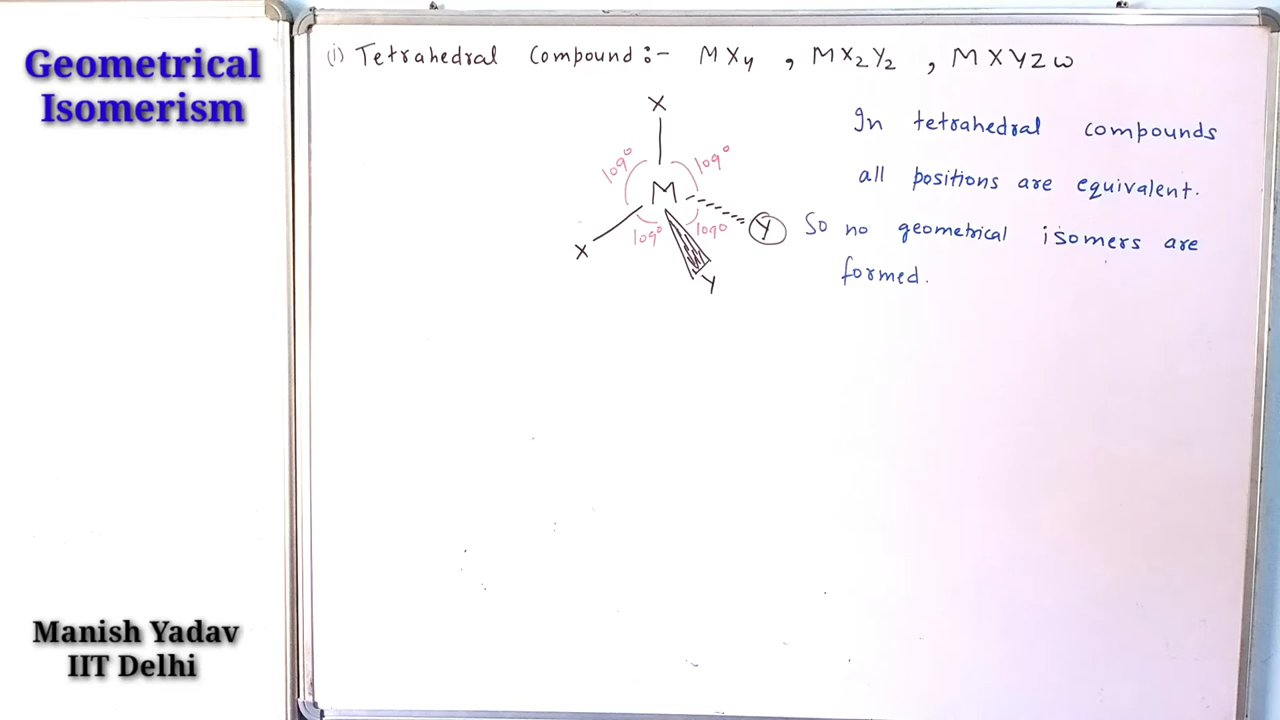 Geometrical
Isomerism
(i) Tetrahedral Compound :- MX4 , MX2Y2 , MXYZW
X
109°
109°
M
X
109°
109°
Y
Y
In tetrahedral compounds
all positions are equivalent.
So no geometrical isomers are
formed.
Manish Yadav
IIT Delhi